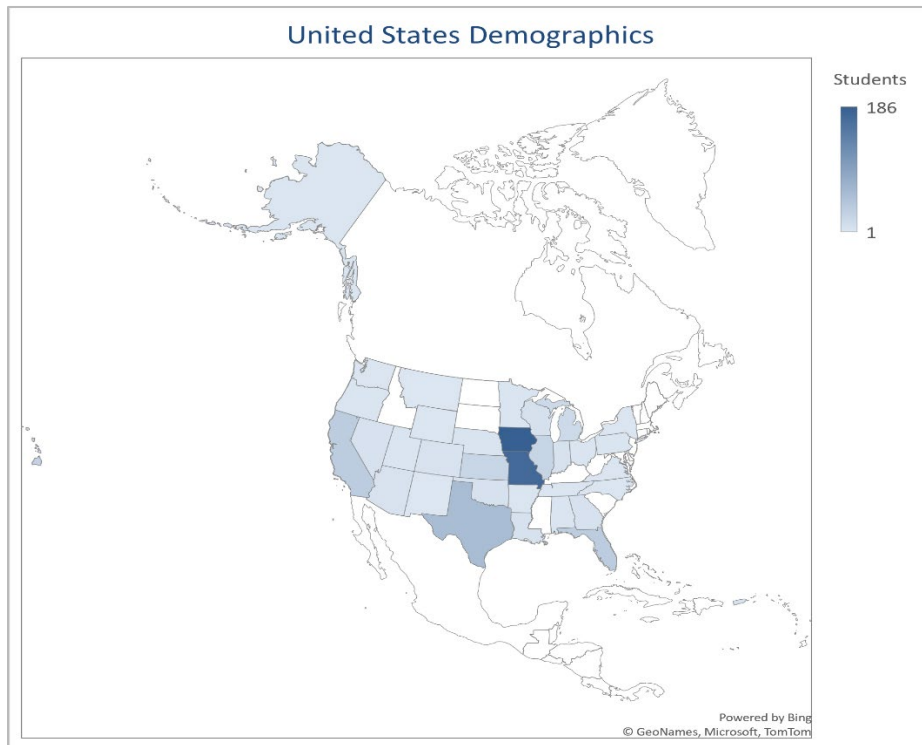 United States Demographics
Students
186
1
Powered by Bing
© GeoNames, Microsoft, TomTom